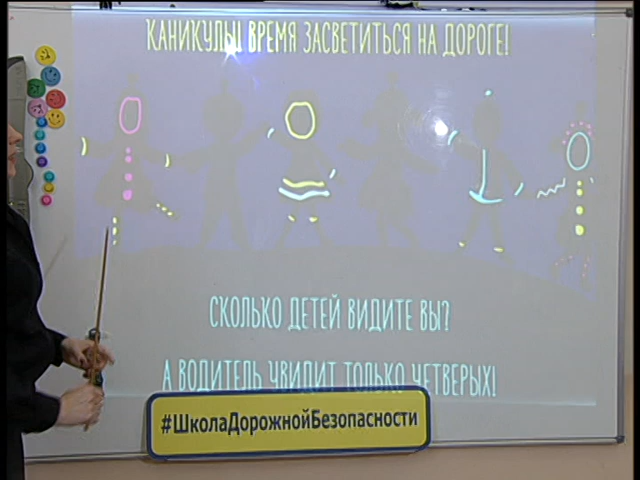 КАНИКУЛЫ! ВРЕМЯ ЗАСВЕТИТЬСЯ НА ДОРОГЕ!
СКОЛЬКО ДЕТЕЙ ВИДИТЕ ВЫ?
А ВОДИТЕЛЬ УВИДИТ ТОЛЬКО ЧЕТВЕРЫХ!
#ШколаДорожнойБезопасности